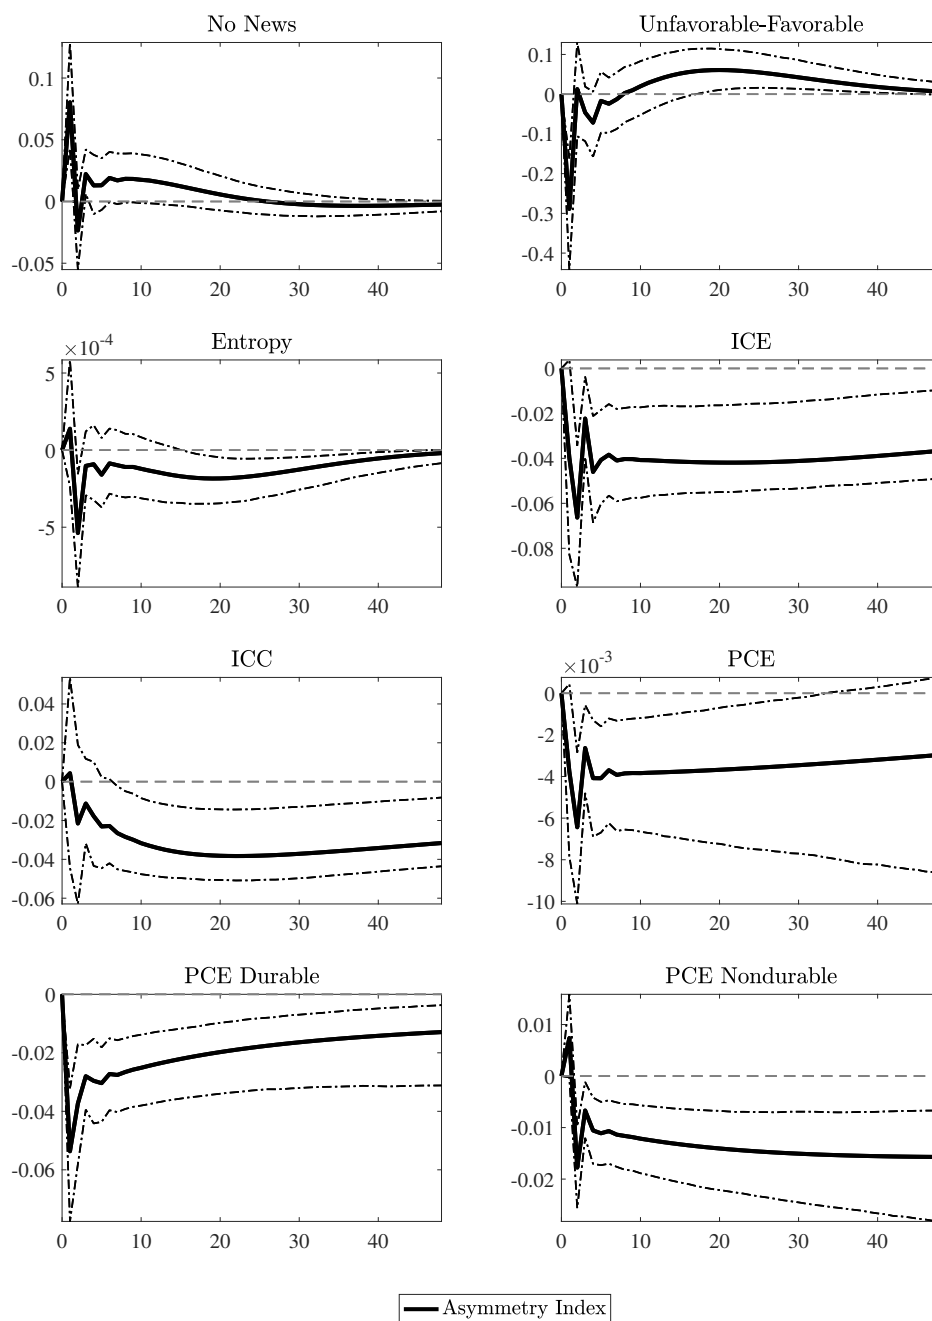 No News
0.1
0.05
0
-0.05
0 10 20 30 40
Unfavorable-Favorable
0.1
0
-0.1
-0.2
-0.3
-0.4
0 10 20 30 40
Entropy
×10-4
5
0
-5
0 10 20 30 40
ICE
0
-0.02
-0.04
-0.06
-0.08
0 10 20 30 40
ICC
0.04
0.02
0
-0.02
-0.04
-0.06
0 10 20 30 40
PCE
×10-3
0
-2
-4
-6
-8
-10
0 10 20 30 40
PCE Durable
0
-0.02
-0.04
-0.06
0 10 20 30 40
PCE Nondurable
0.01
0
-0.01
-0.02
0 10 20 30 40
Asymmetry Index